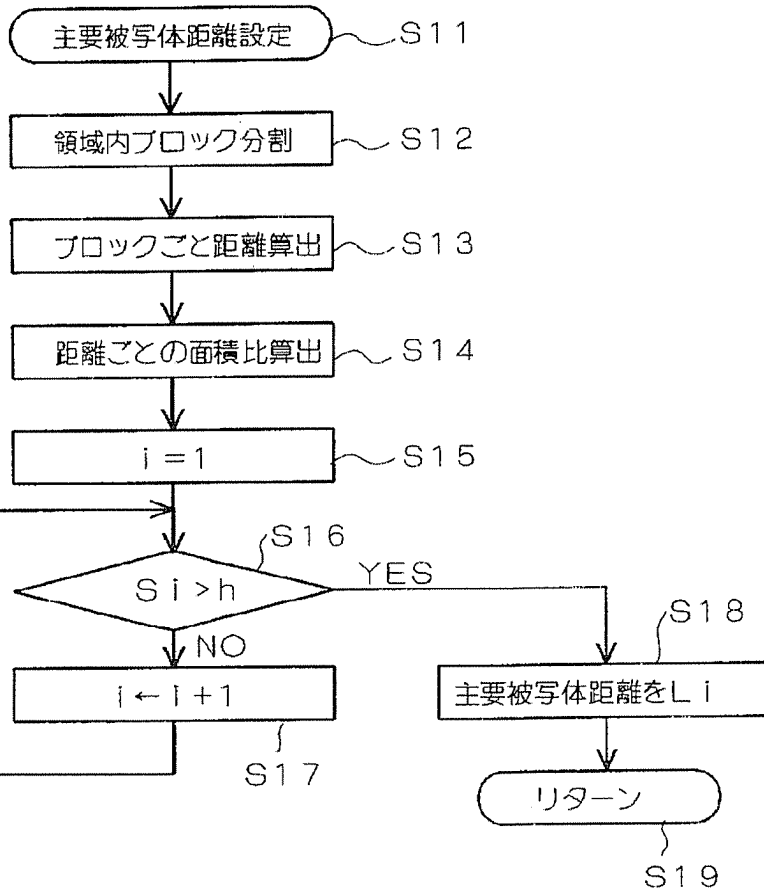 主要被写体距離設定
S11
領域内ブロック分割
S12
ブロックごと距離算出
S13
距離ごとの面積比算出
S14
i=1
S15
S16
Si>h
YES
NO
i←i+1
S17
S18
主要被写体距離をLi
リターン
S19